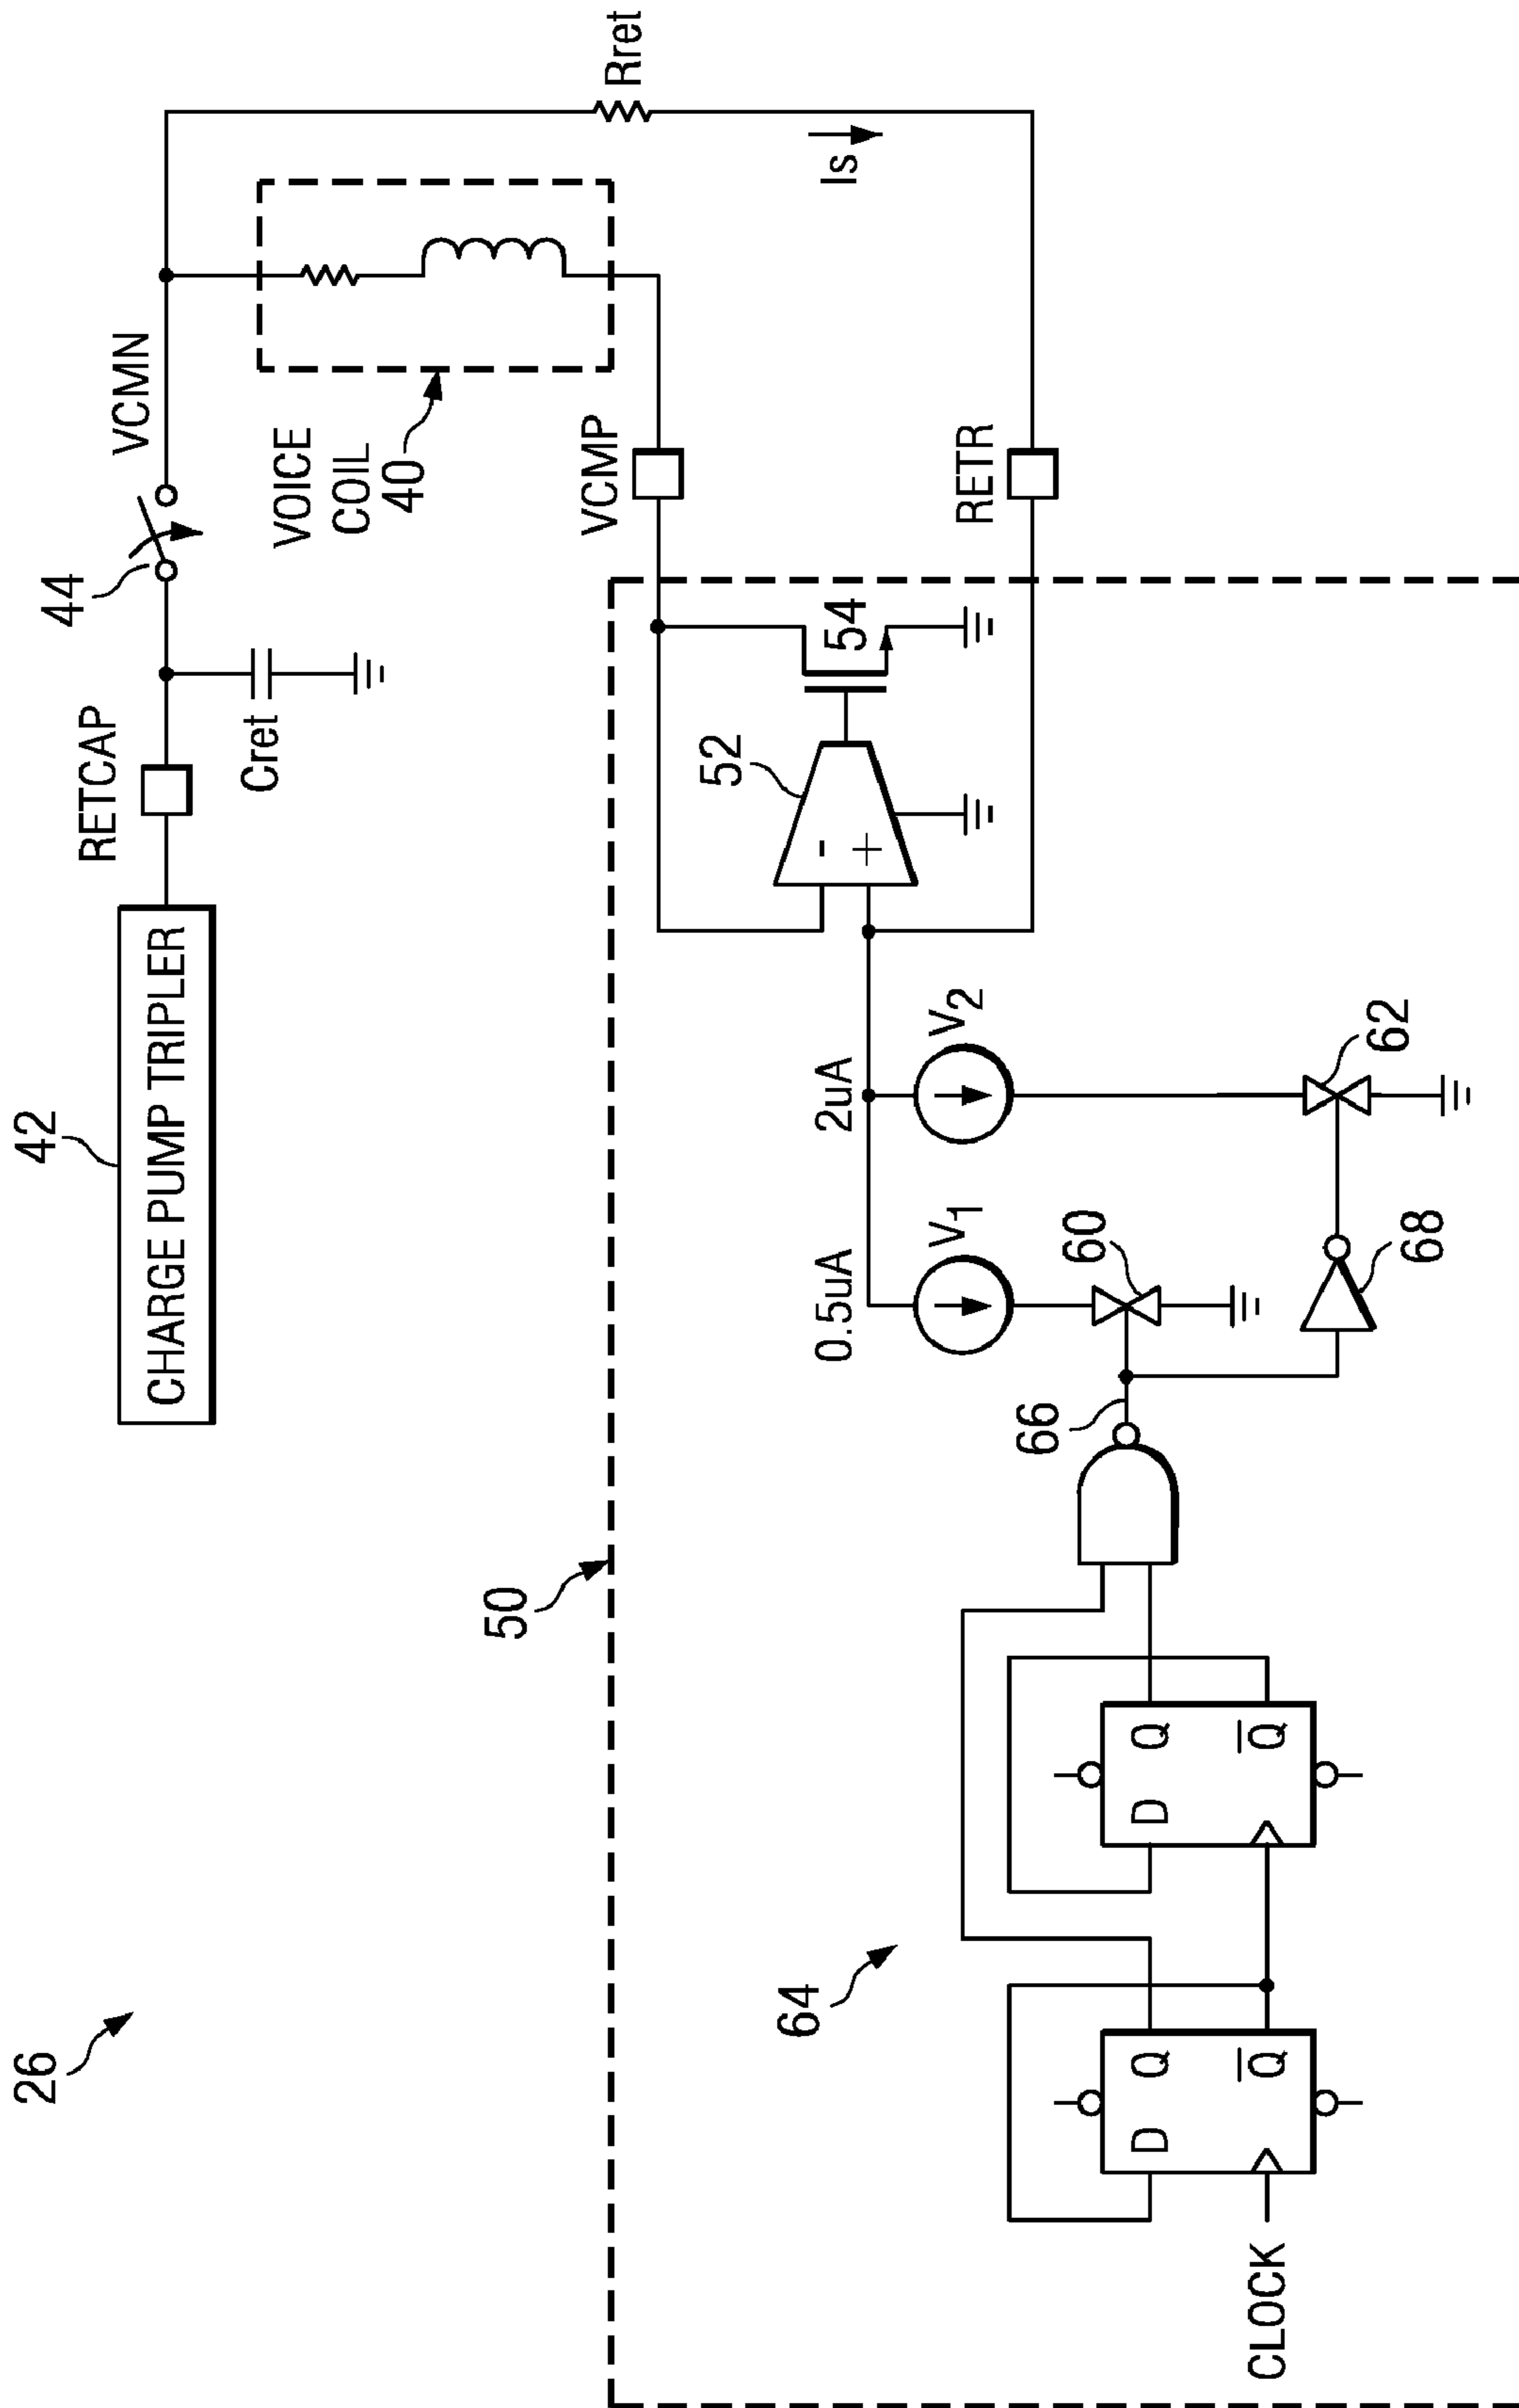 26
42
CHARGE PUMP TRIPLER
RETCAP
Cret
44
VCMN
VOICE
COIL
40
Rret
Is
VCMP
RETR
50
52
-
+
54
0.5uA
V1
2uA
V2
60
62
64
66
68
D
Q
Q̅
D
Q
Q̅
CLOCK